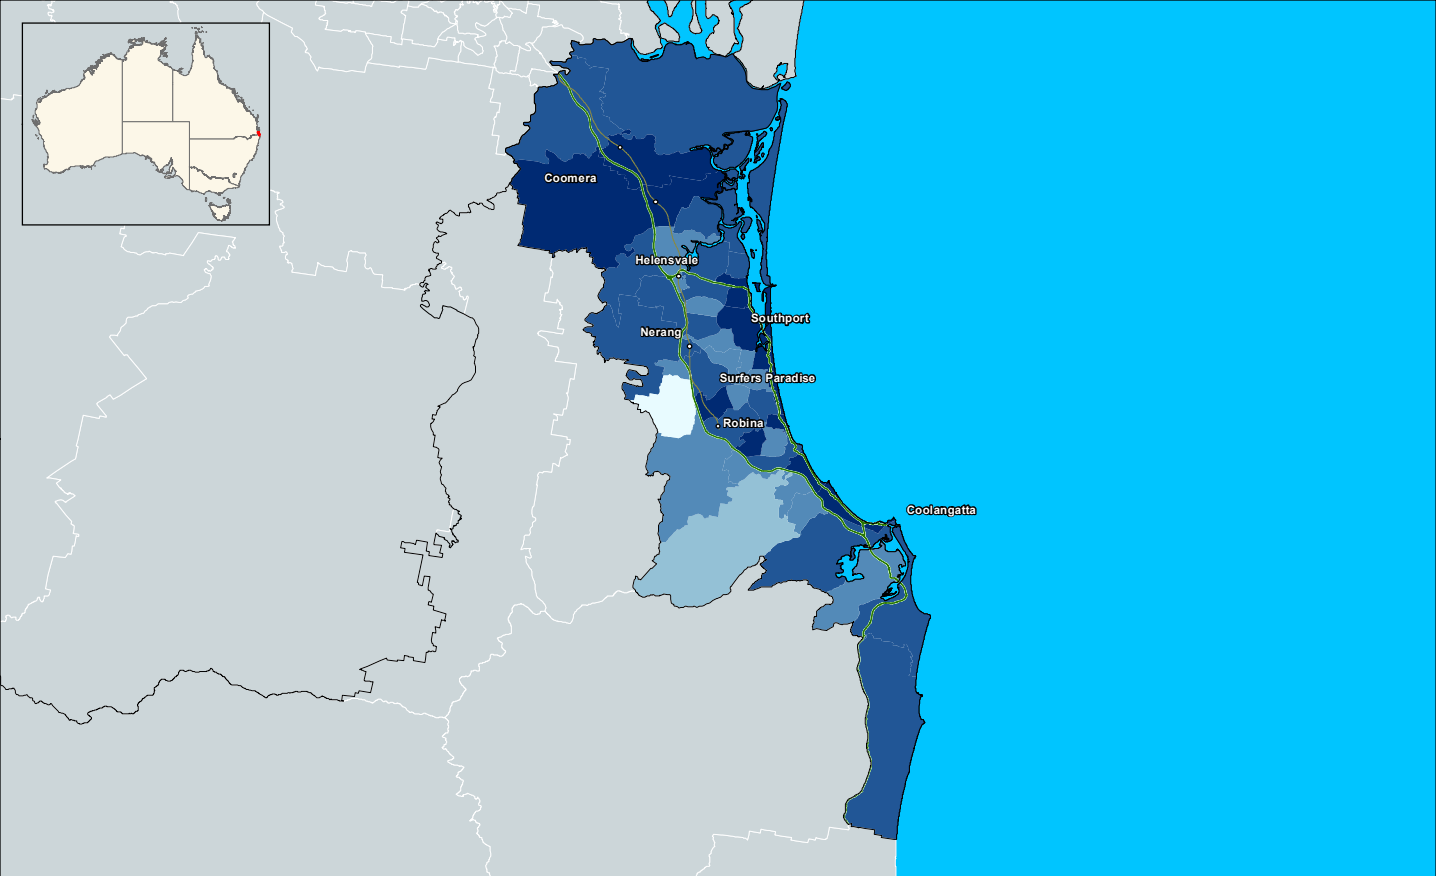 Coomera
Helensvale
Southport
Nerang
Surfers Paradise
Robina
Coolangatta